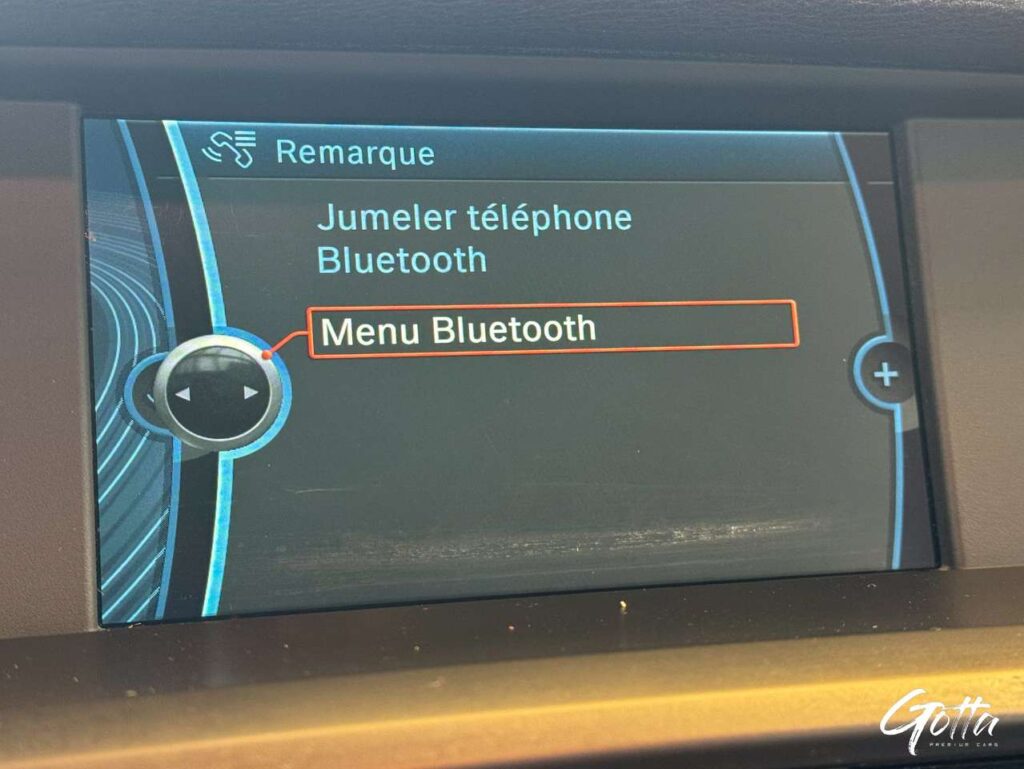 Remarque
Jumeler téléphone
Bluetooth
Menu Bluetooth
+
Gotta
PREMIUM CARS